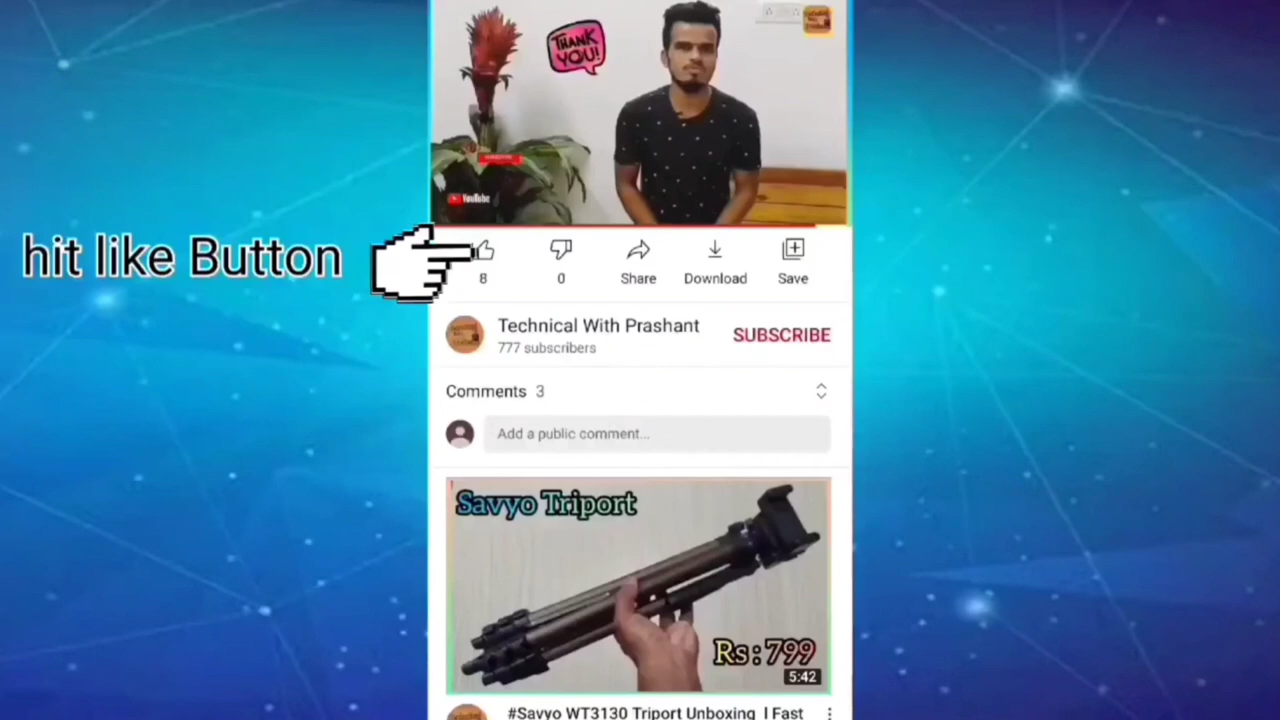 THANK
YOU!
YouTube
hit like Button
8
0
Share
Download
Save
Technical With Prashant
777 subscribers
SUBSCRIBE
Comments 3
Add a public comment...
Savyo Triport
Rs:799
5:42
#Savyo WT3130 Triport Unboxing | Fast